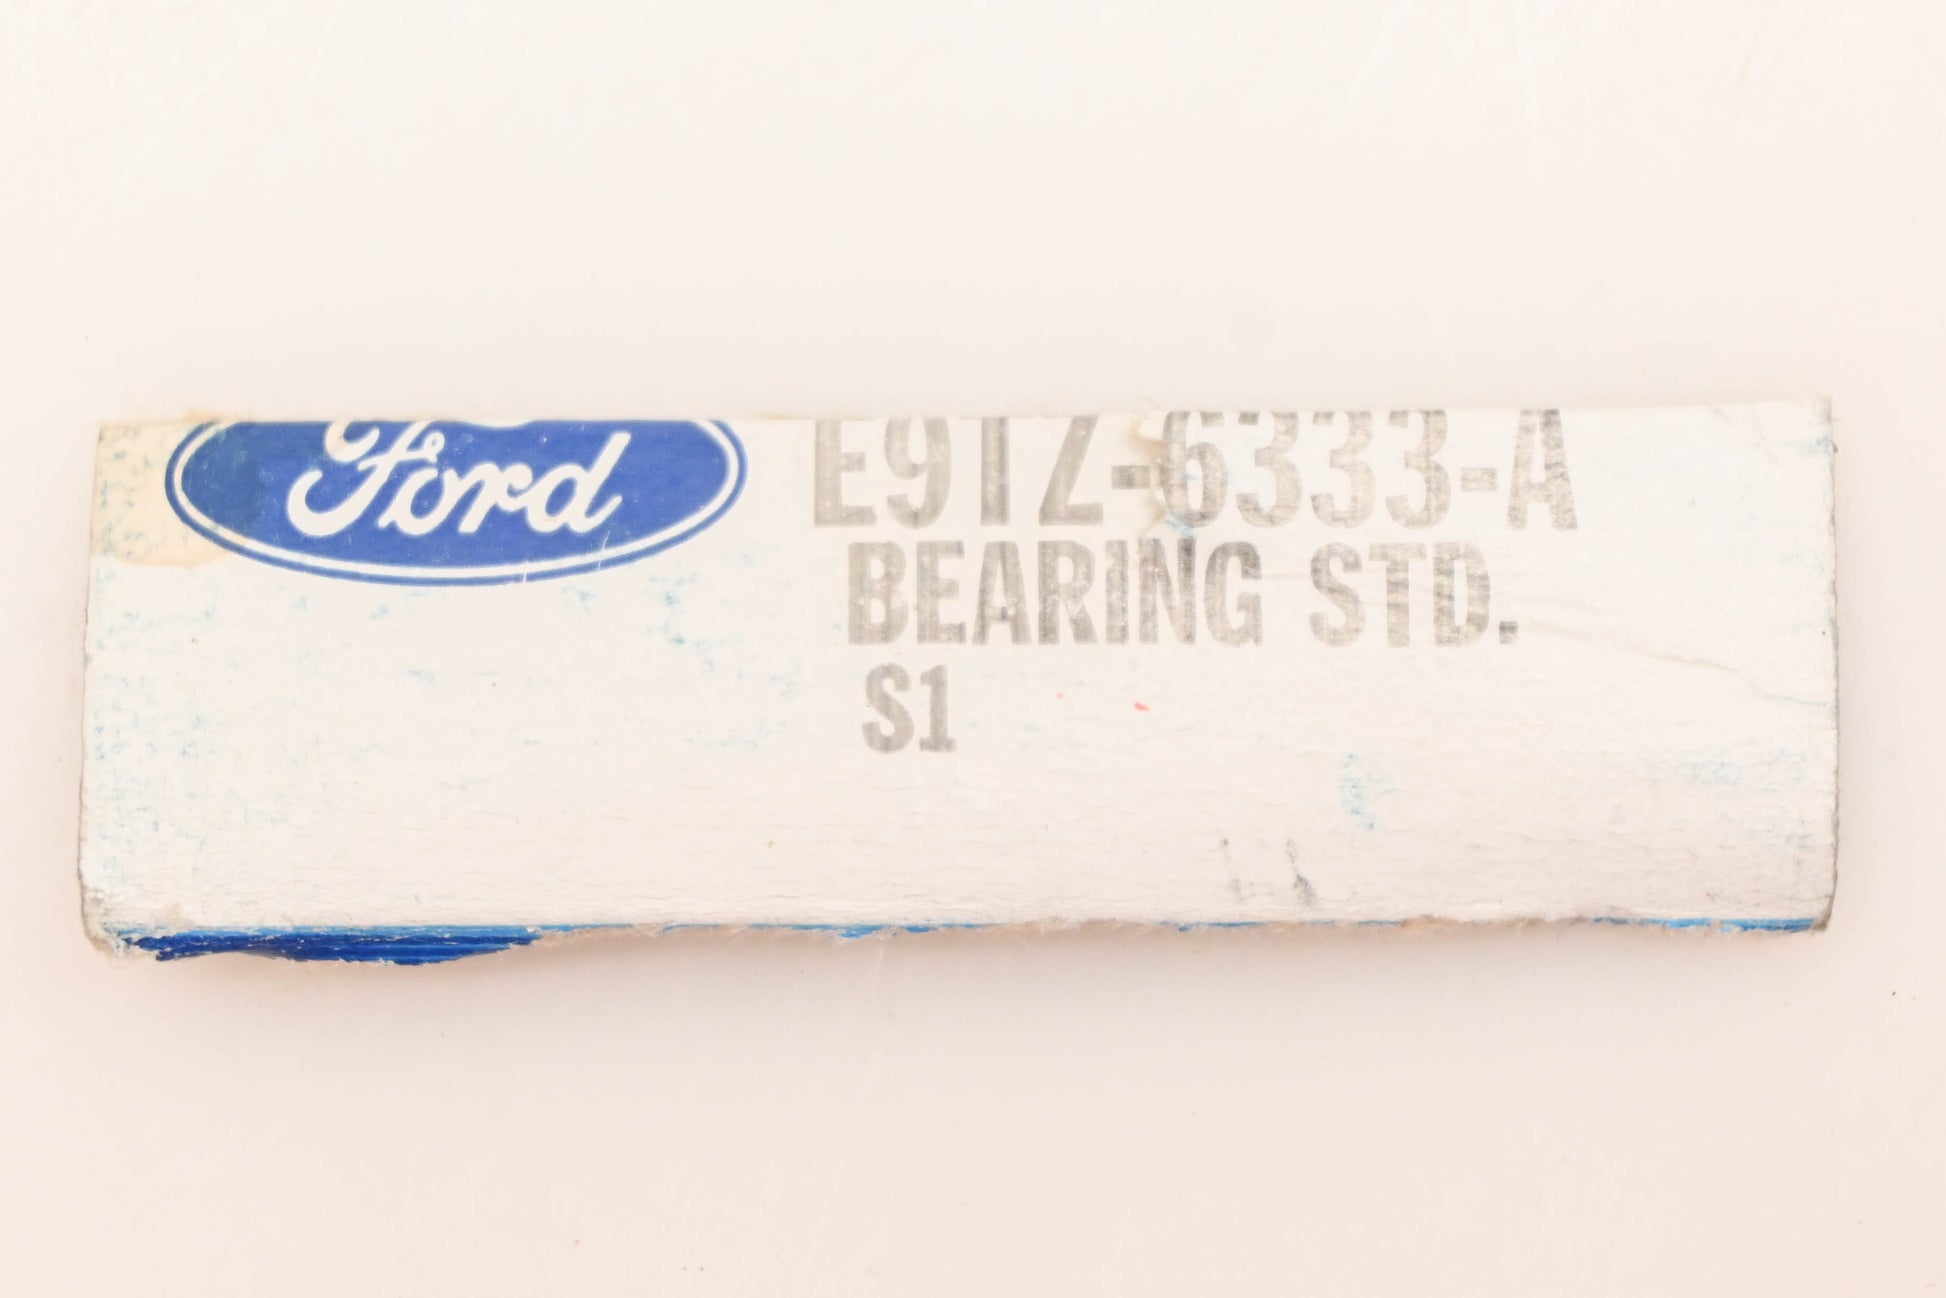 Ford
E9TZ-6333-A
BEARING STD.
S1